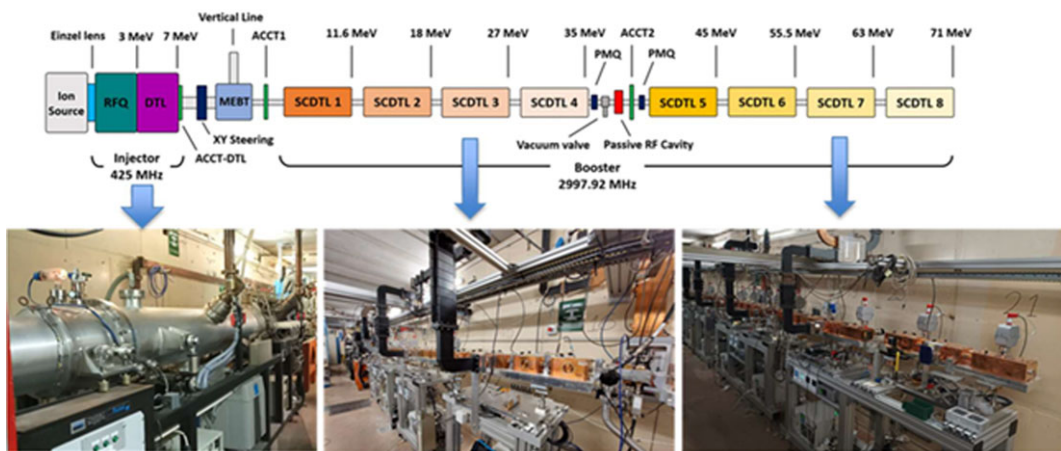 Vertical Line
Einzel lens
3 MeV
7 MeV
ACCT1
11.6 MeV
18 MeV
27 MeV
35 MeV
ACCT2
45 MeV
55.5 MeV
63 MeV
71 MeV
PMQ
PMQ
Ion
Source
RFQ
DTL
MEBT
SCDTL 1
SCDTL 2
SCDTL 3
SCDTL 4
SCDTL 5
SCDTL 6
SCDTL 7
SCDTL 8
XY Steering
Vacuum valve
Passive RF Cavity
Injector
425 MHz
ACCT-DTL
Booster
2997.92 MHz
21